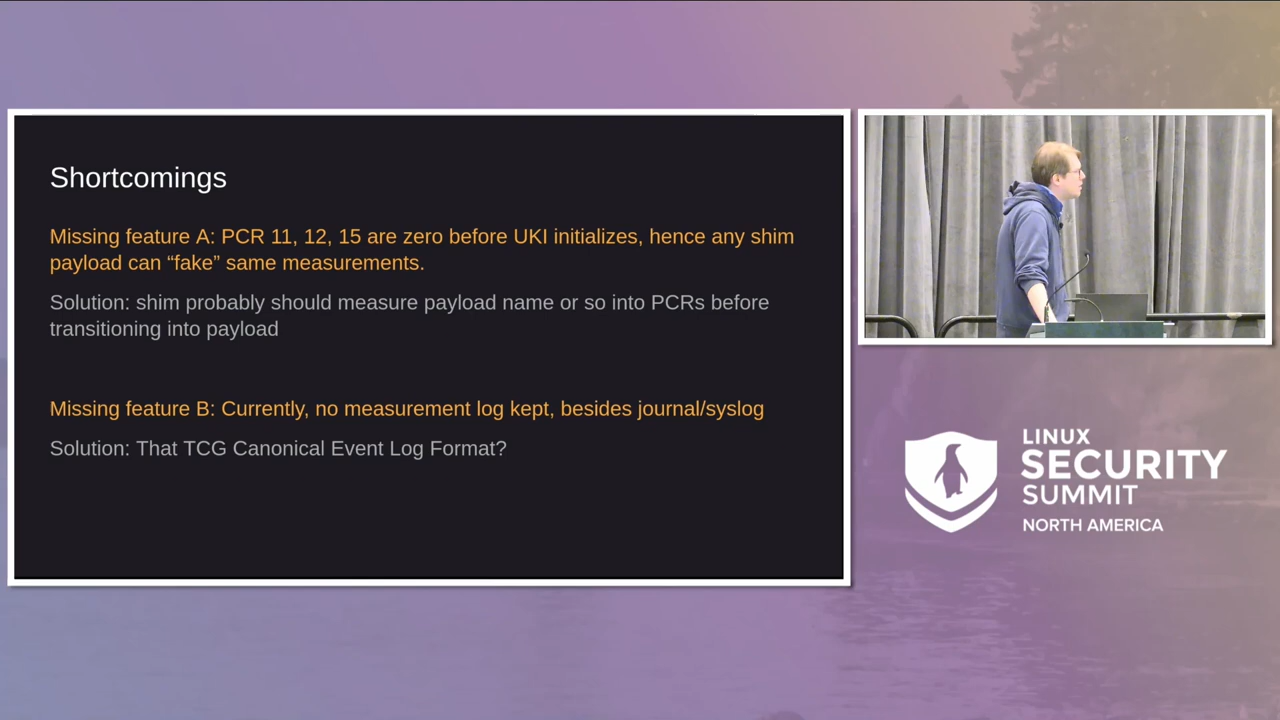 Shortcomings
Missing feature A: PCR 11, 12, 15 are zero before UKI initializes, hence any shim
payload can “fake” same measurements.
Solution: shim probably should measure payload name or so into PCRs before
transitioning into payload
Missing feature B: Currently, no measurement log kept, besides journal/syslog
Solution: That TCG Canonical Event Log Format?
LINUX
SECURITY
SUMMIT
NORTH AMERICA